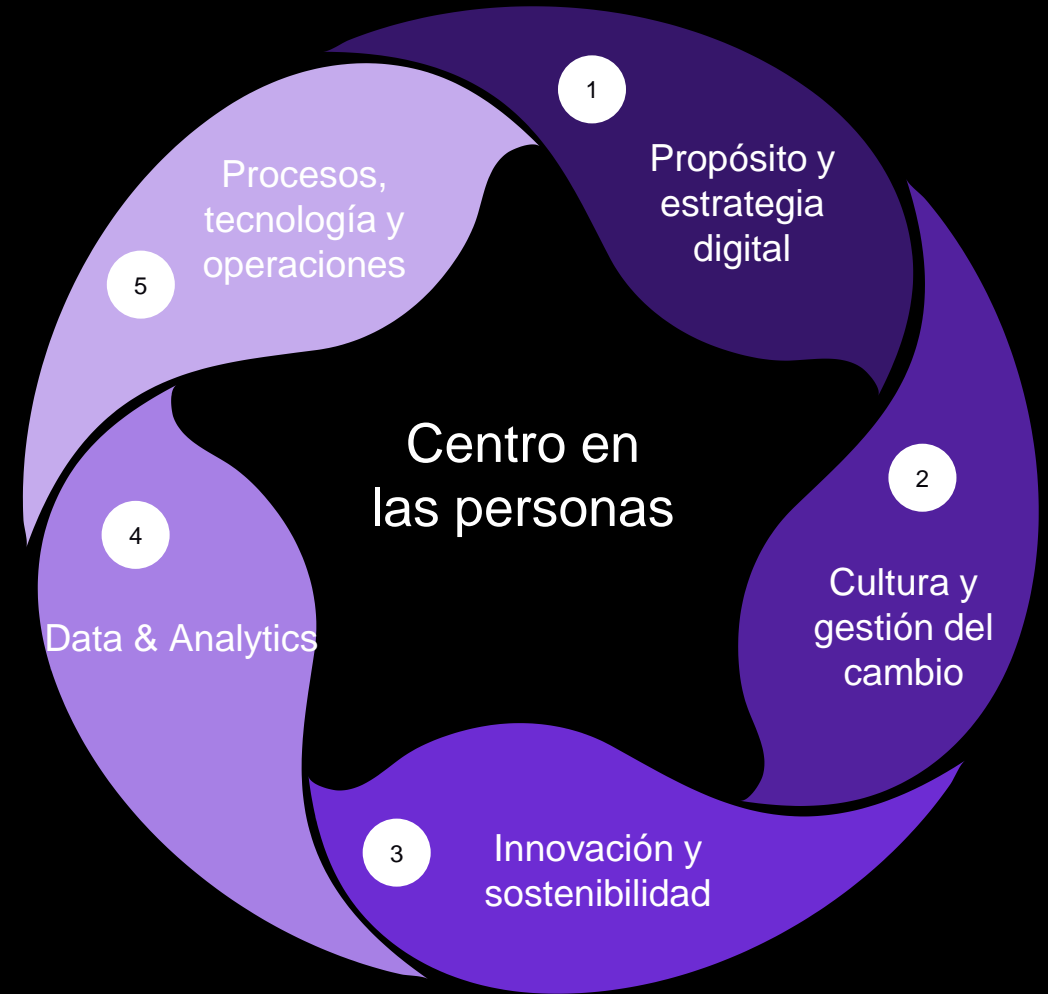 1
Propósito y
estrategia
digital
2
Cultura y
gestión del
cambio
3
Innovación y
sostenibilidad
4
Data & Analytics
5
Procesos,
tecnología y
operaciones
Centro en
las personas